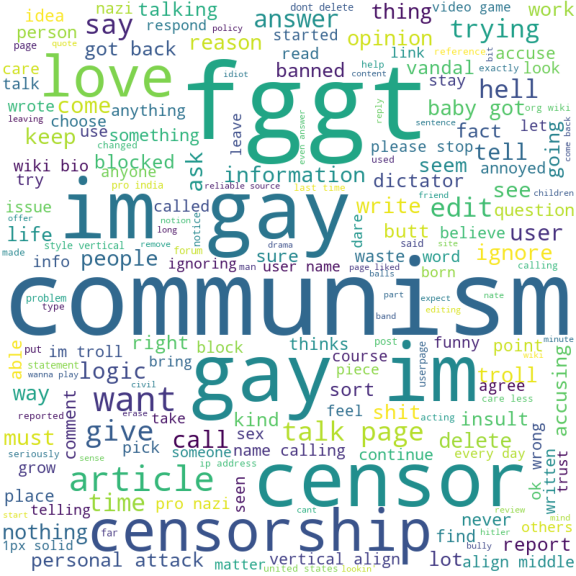 idea nazi talking fggt answer dont delete video game thing work
person respond reason started opinion policy trying
page got back read link accuse
care love banned vandal look
talk come exactly org wiki
wrote anything idiot help content stay hell
leaving choose quote reference bit
keep use something leave ask even answer reply sentence baby got let going
changed blocked please stop fact tell come back
wiki bio anyone information used seem annoyed
try pro india reliable source last time dictator see children
issue im gay called friend write edit question
offer noticed notion dare butt believe user
life style vertical remove drama said site
made long forum sure waste word ignore
info people ignoring man user name page liked born calling
balls
communism
problem type part expect nate editing
band
put right block thinks post userpage funny point wiki minute
able im troll gay im course troll accusing
statement bring piece agree
wanna play logic sort care less
way civil want kind feel shit acting insult
reported comment erase take
must give call sex talk page delete wrong
seriously pick someone name calling continue every day written trust
grow sense ip address ok
place article seen censor review others
telling time pro nazi cant never mind
start nothing far censorship hitler find report
1px solid bully
personal attack matter vertical align lot align middle
united states lookin
say